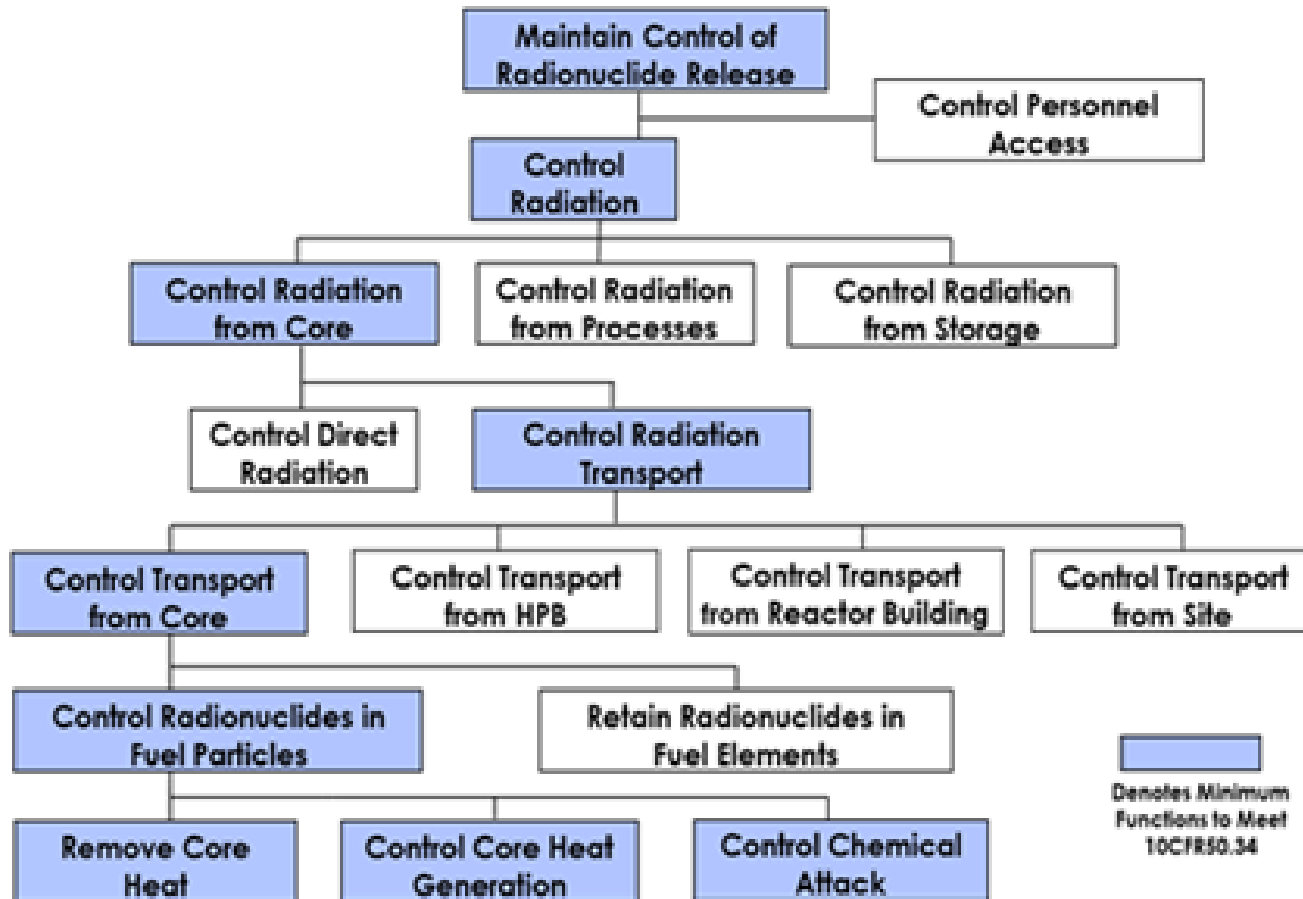 Maintain Control of
Radionuclide Release
Control Personnel
Access
Control
Radiation
Control Radiation
from Core
Control Radiation
from Processes
Control Radiation
from Storage
Control Direct
Radiation
Control Radiation
Transport
Control Transport
from Core
Control Transport
from HPB
Control Transport
from Reactor Building
Control Transport
from Site
Control Radionuclides in
Fuel Particles
Retain Radionuclides in
Fuel Elements
Denotes Minimum
Functions to Meet
10CFR50.34
Remove Core
Heat
Control Core Heat
Generation
Control Chemical
Attack